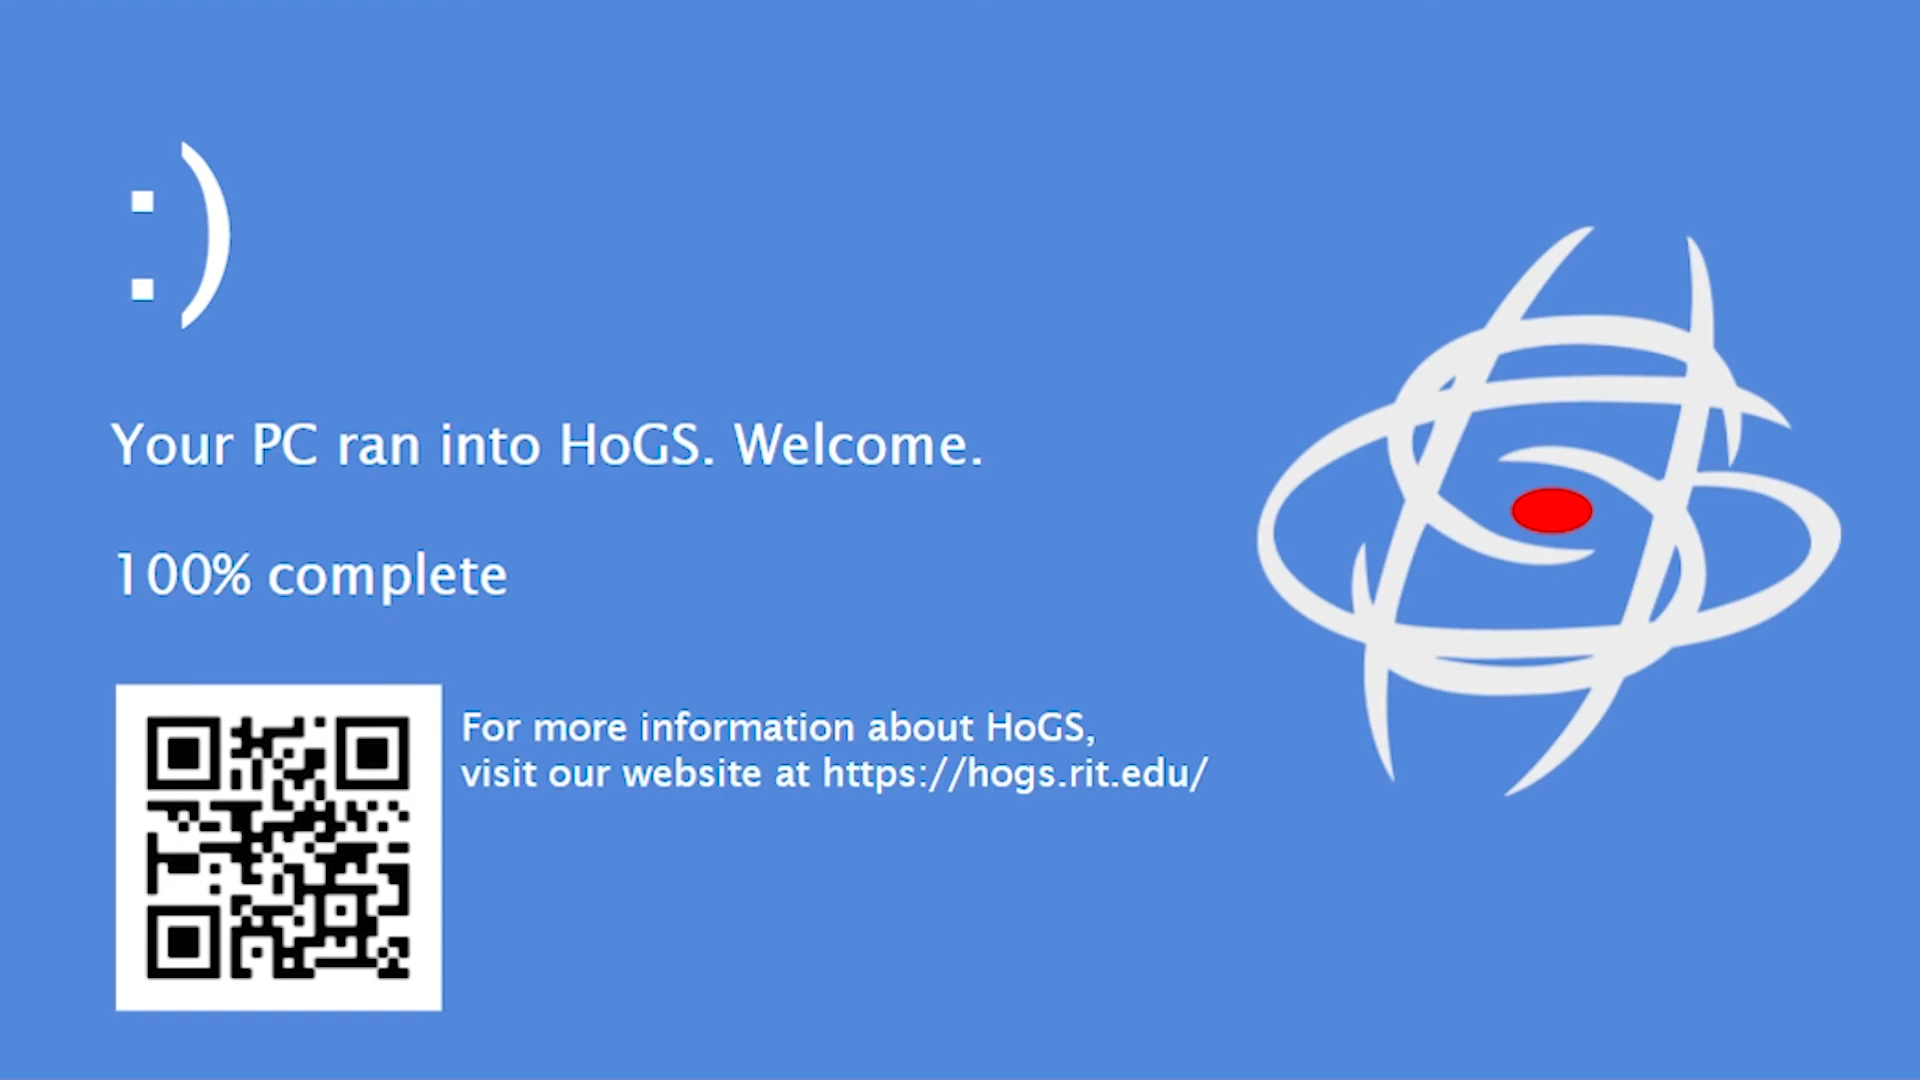 :)
Your PC ran into HoGS. Welcome.
100% complete
For more information about HoGS,
visit our website at https://hogs.rit.edu/